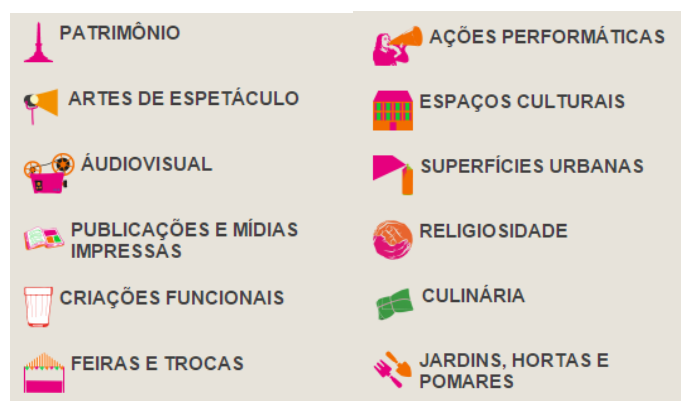 PATRIMÔNIO
ARTES DE ESPETÁCULO
ÁUDIOVISUAL
PUBLICAÇÕES E MÍDIAS
IMPRESSAS
CRIAÇÕES FUNCIONAIS
FEIRAS E TROCAS
AÇÕES PERFORMÁTICAS
ESPAÇOS CULTURAIS
SUPERFÍCIES URBANAS
RELIGIOSIDADE
CULINÁRIA
JARDINS, HORTAS E
POMARES